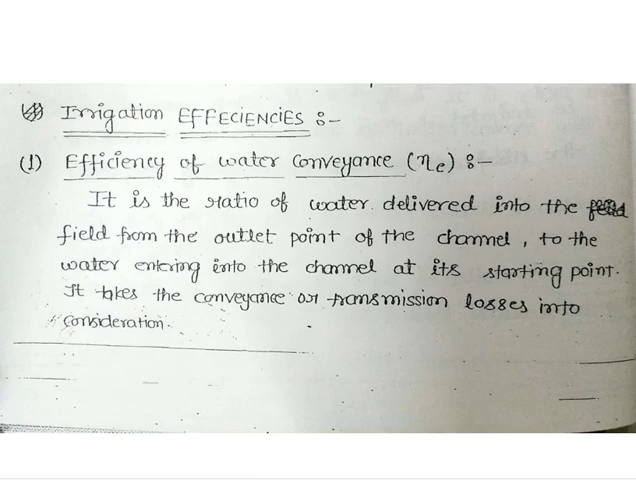 Irrigation EFFECIENCIES :-
(1) Efficiency of water Conveyance (ηc) :-
It is the ratio of water delivered into the
field from the outlet point of the channel, to the
water entering into the channel at its starting point.
It takes the conveyance or transmission losses into
consideration.